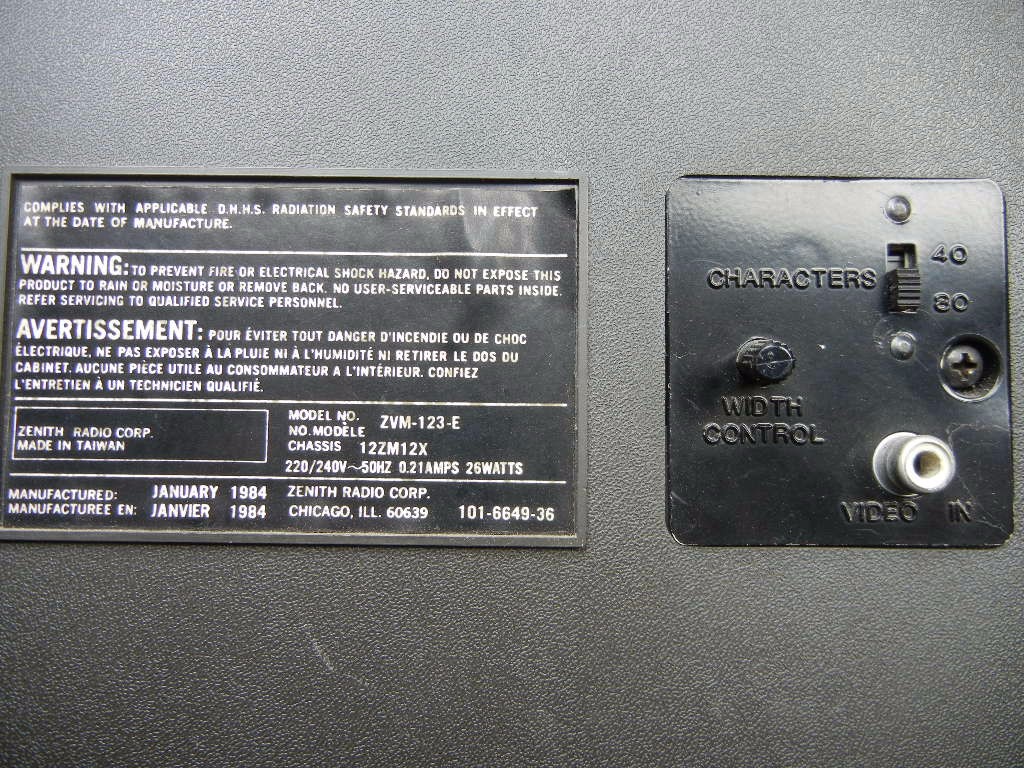 COMPLIES WITH APPLICABLE D.H.H.S. RADIATION SAFETY STANDARDS IN EFFECT
AT THE DATE OF MANUFACTURE.
WARNING: TO PREVENT FIRE OR ELECTRICAL SHOCK HAZARD, DO NOT EXPOSE THIS
PRODUCT TO RAIN OR MOISTURE OR REMOVE BACK. NO USER-SERVICEABLE PARTS INSIDE.
REFER SERVICING TO QUALIFIED SERVICE PERSONNEL.
AVERTISSEMENT: POUR ÉVITER TOUT DANGER D'INCENDIE OU DE CHOC
ÉLECTRIQUE, NE PAS EXPOSER À LA PLUIE NI À L'HUMIDITÉ NI RETIRER LE DOS DU
CABINET. AUCUNE PIÈCE UTILE AU CONSOMMATEUR A L'INTÉRIEUR. CONFIEZ
L'ENTRETIEN À UN TECHNICIEN QUALIFIÉ.
ZENITH RADIO CORP.
MADE IN TAIWAN
MODEL NO. ZVM-123-E
NO. MODÈLE
CHASSIS 12ZM12X
220/240V~50HZ 0.21AMPS 26WATTS
MANUFACTURED: JANUARY 1984 ZENITH RADIO CORP.
MANUFACTUREE EN: JANVIER 1984 CHICAGO, ILL. 60639 101-6649-36
40
CHARACTERS
80
WIDTH
CONTROL
VIDEO IN